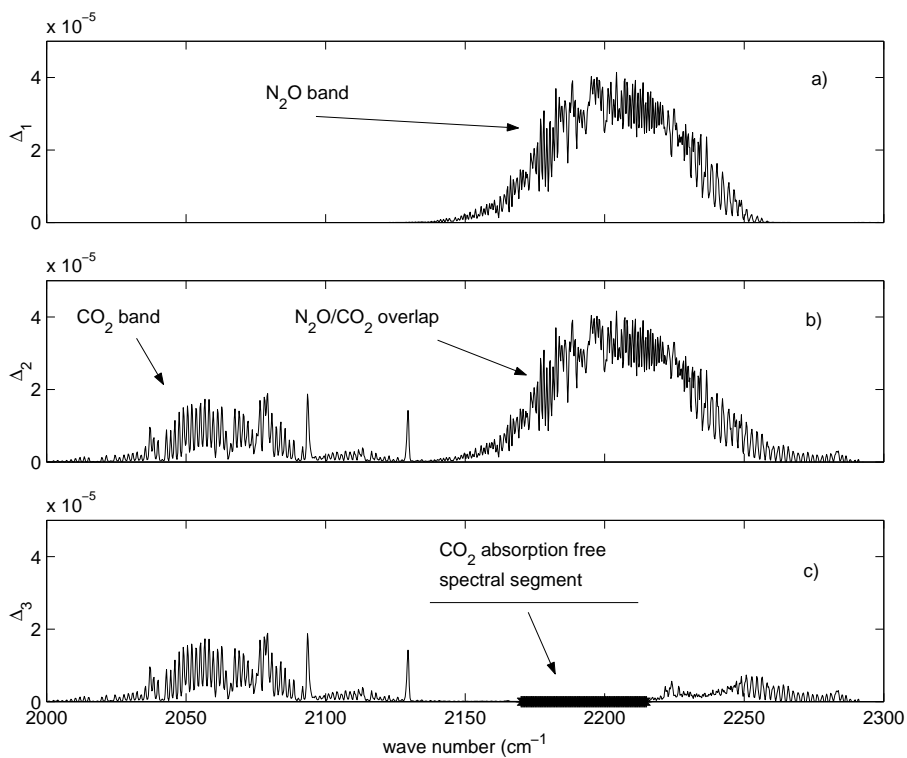 x 10⁻⁵
a)
N₂O band
4
2
0
Δ₁
x 10⁻⁵
b)
CO₂ band
N₂O/CO₂ overlap
4
2
0
Δ₂
x 10⁻⁵
c)
CO₂ absorption free
spectral segment
4
2
0
Δ₃
2000 2050 2100 2150 2200 2250 2300
wave number (cm⁻¹